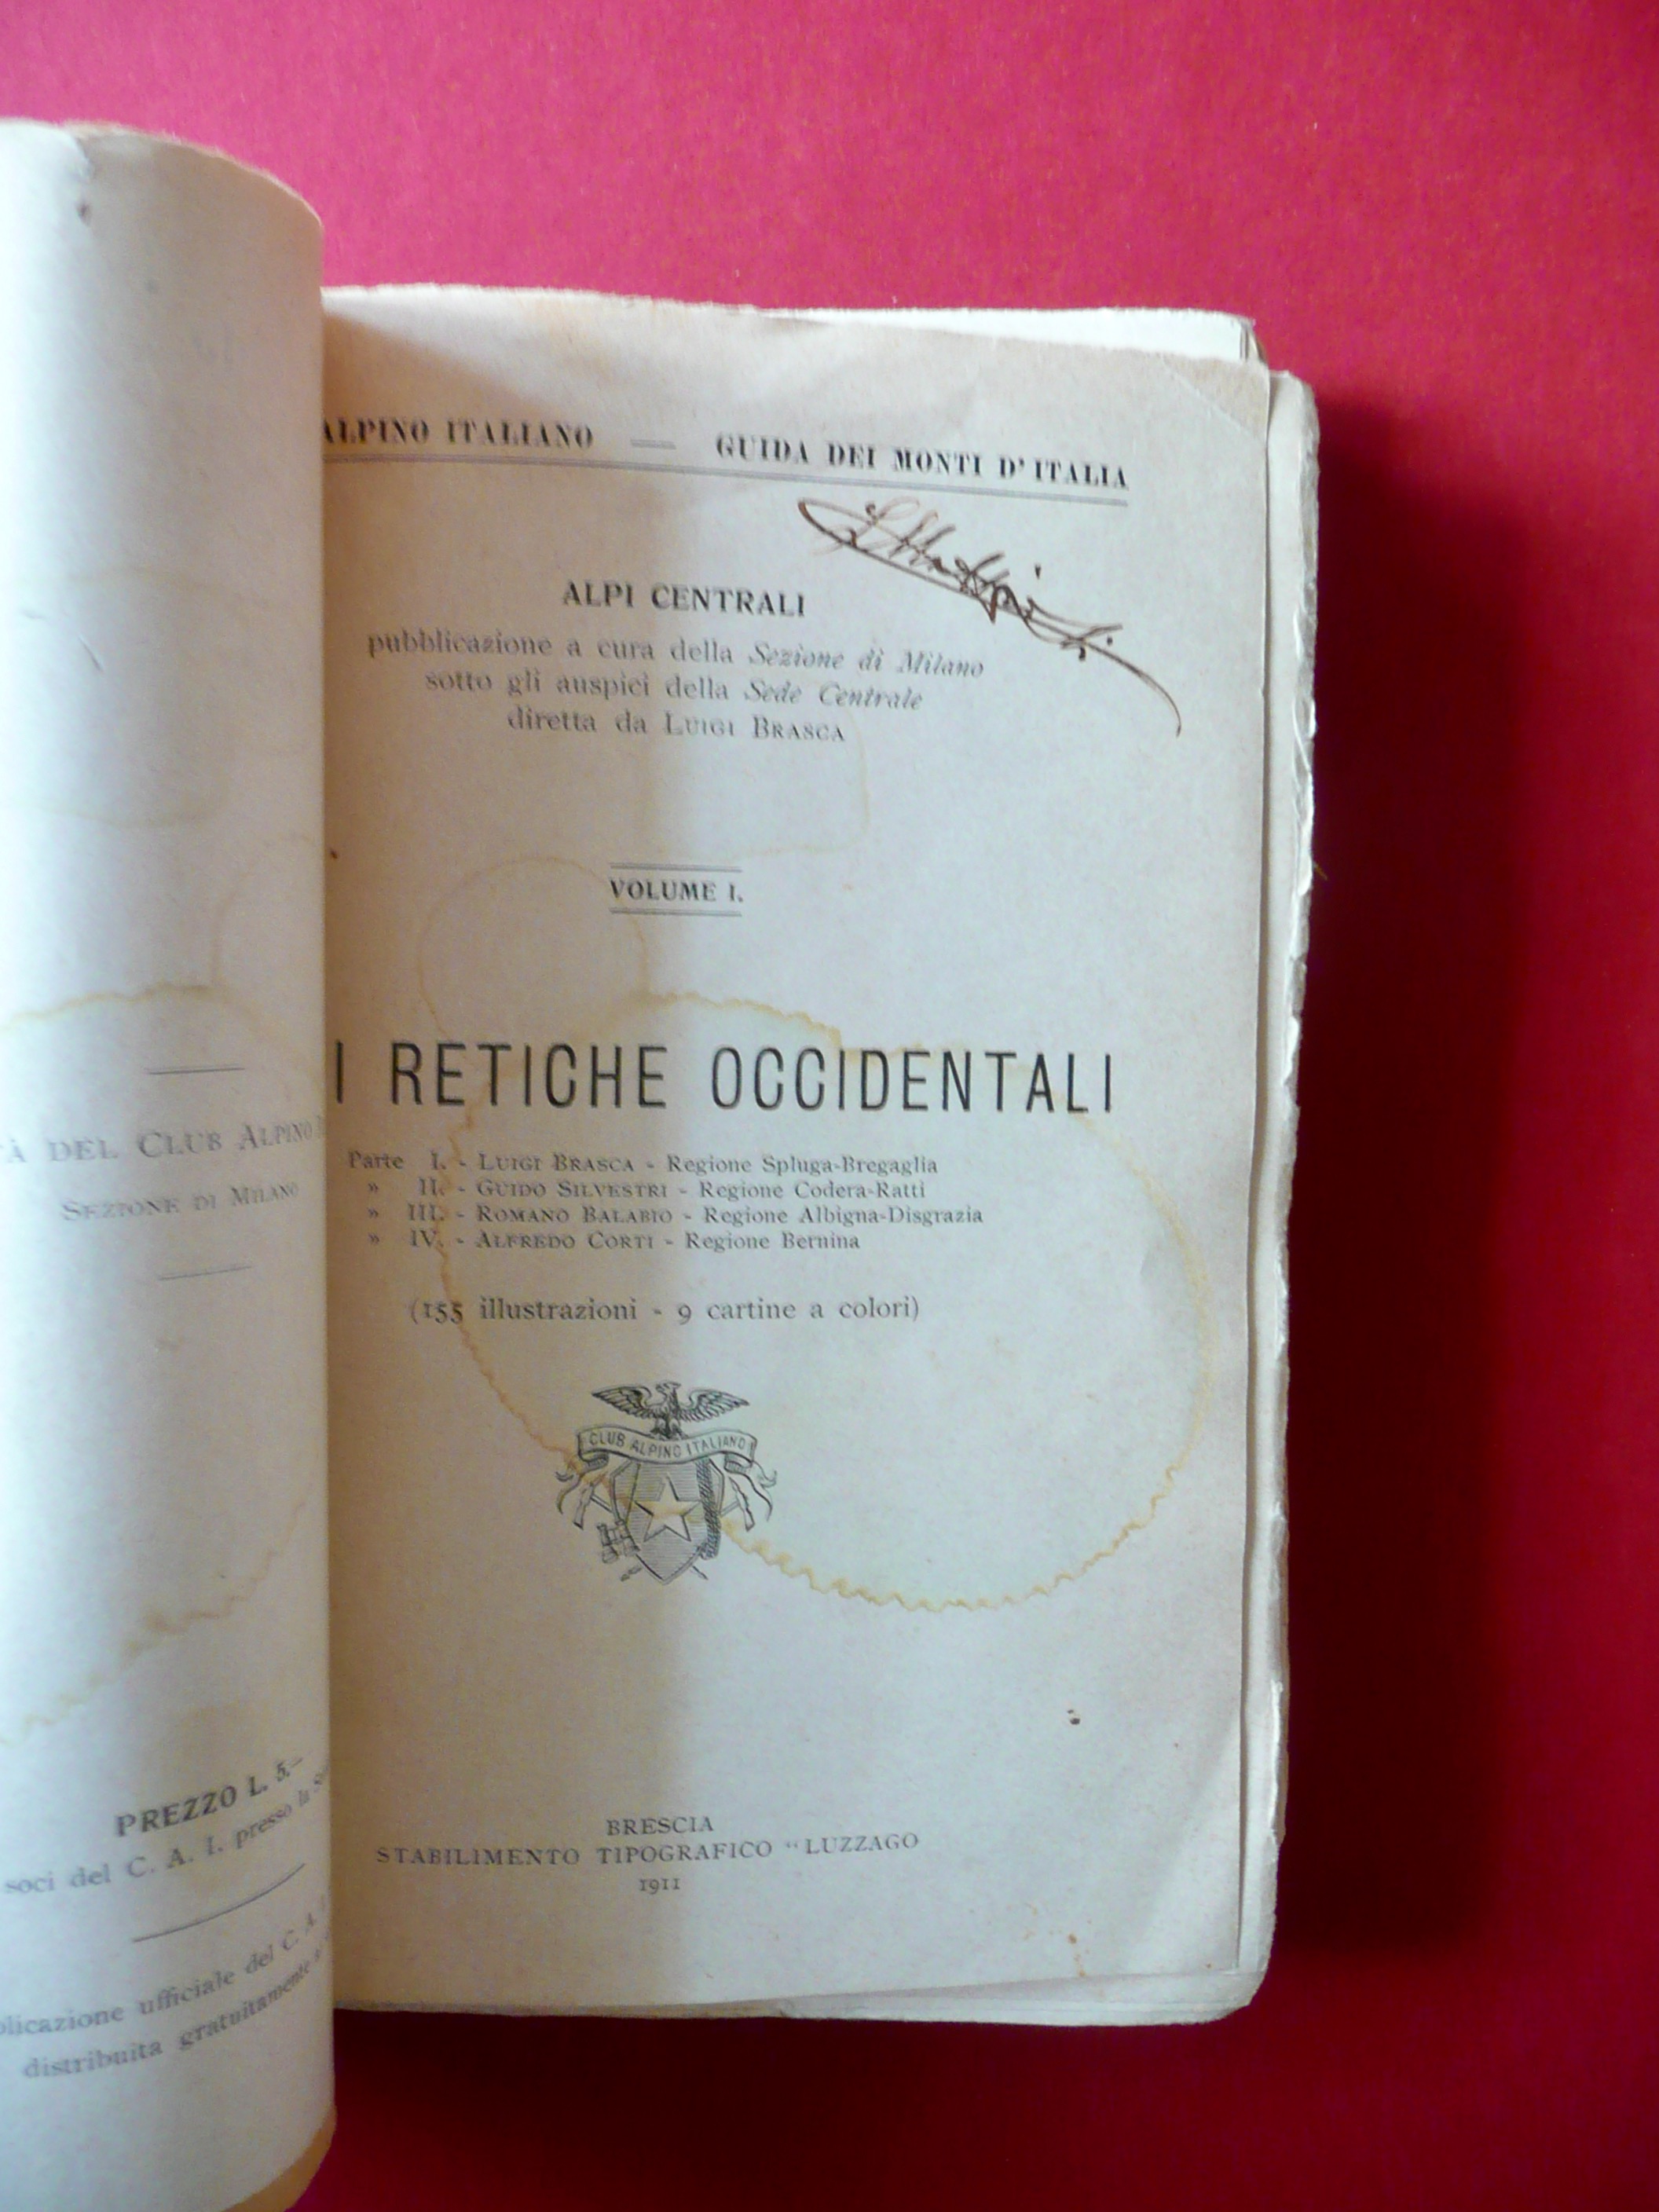 TÀ DEL CLUB ALPINO
SEZIONE DI MILANO
PREZZO L. 5.-
soci del C. A. I. presso la
blicazione ufficiale del C. A.
distribuita gratuitamente
ALPINO ITALIANO — GUIDA DEI MONTI D'ITALIA
ALPI CENTRALI
pubblicazione a cura della Sezione di Milano
sotto gli auspici della Sede Centrale
diretta da LUIGI BRASCA
VOLUME I.
I RETICHE OCCIDENTALI
Parte I. - LUIGI BRASCA - Regione Spluga-Bregaglia
» II. - GUIDO SILVESTRI - Regione Codera-Ratti
» III. - ROMANO BALABIO - Regione Albigna-Disgrazia
» IV. - ALFREDO CORTI - Regione Bernina
(155 illustrazioni - 9 cartine a colori)
CLUB ALPINO ITALIANO
BRESCIA
STABILIMENTO TIPOGRAFICO “LUZZAGO
1911